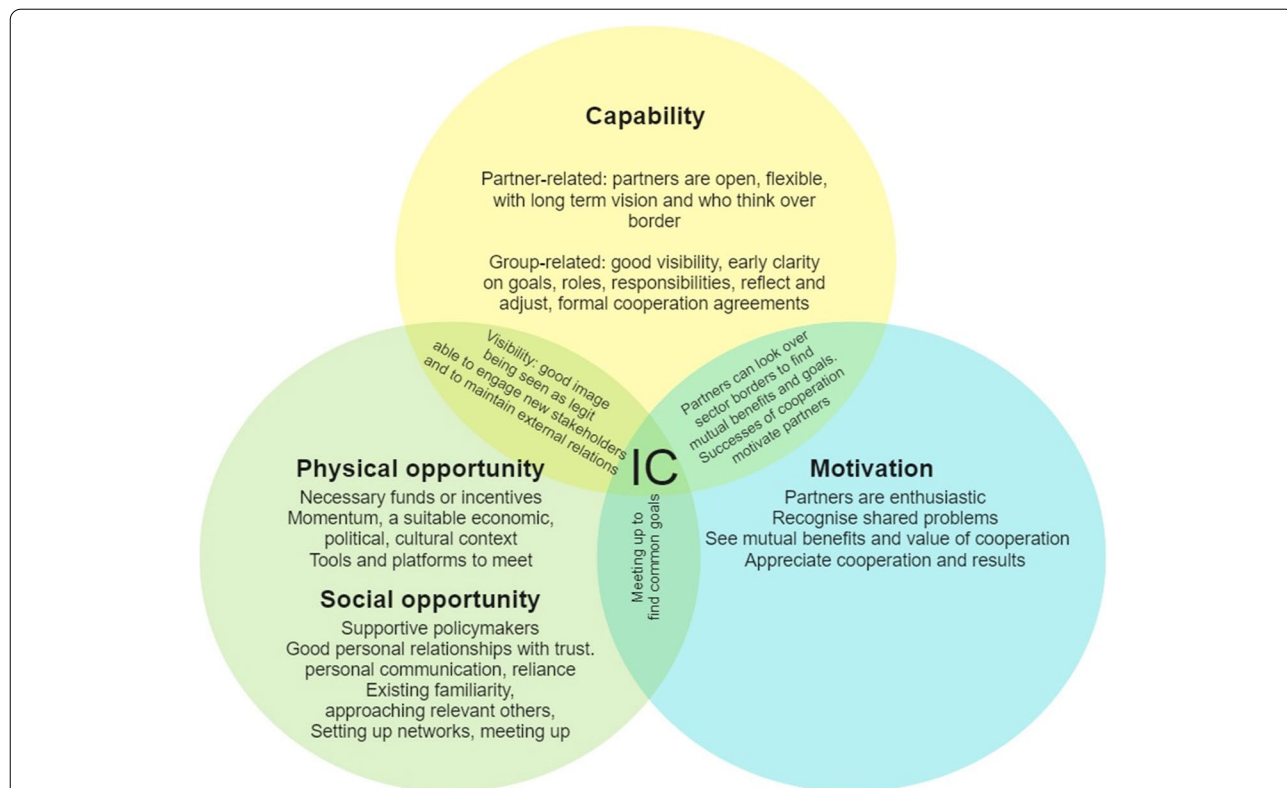 Capability
Partner-related: partners are open, flexible,
with long term vision and who think over
border
Group-related: good visibility, early clarity
on goals, roles, responsibilities, reflect and
adjust, formal cooperation agreements
Visibility: good image
being seen as legit
able to engage new stakeholders
and to maintain external relations
Partners can look over
sector borders to find
mutual benefits and goals.
Successes of cooperation
motivate partners
IC
Meeting up to
find common goals
Physical opportunity
Necessary funds or incentives
Momentum, a suitable economic,
political, cultural context
Tools and platforms to meet
Social opportunity
Supportive policymakers
Good personal relationships with trust.
personal communication, reliance
Existing familiarity,
approaching relevant others,
Setting up networks, meeting up
Motivation
Partners are enthusiastic
Recognise shared problems
See mutual benefits and value of cooperation
Appreciate cooperation and results